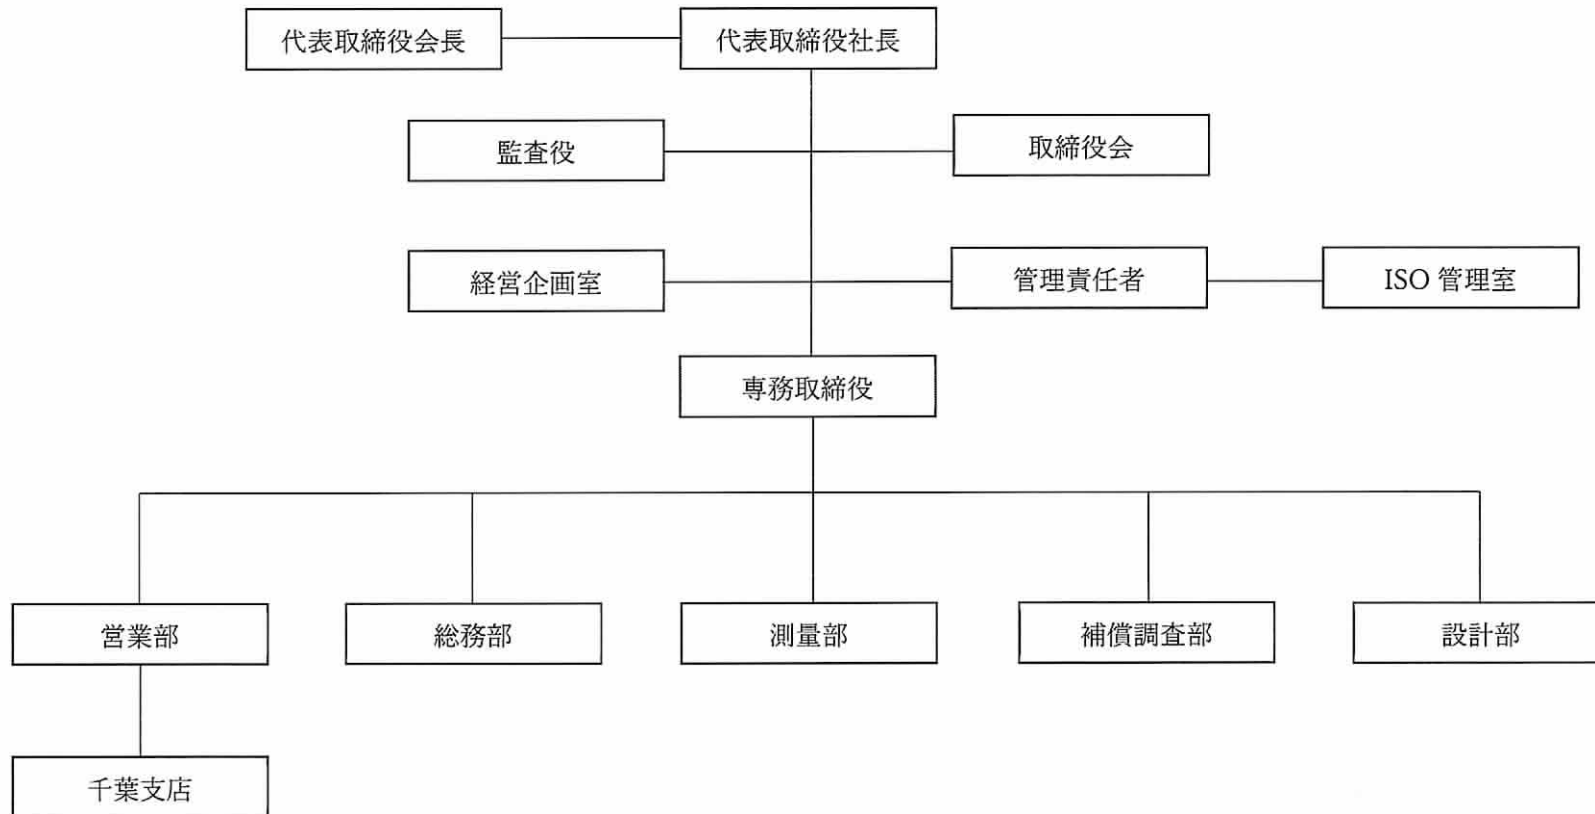 代表取締役会長
代表取締役社長
監査役
取締役会
経営企画室
管理責任者
ISO 管理室
専務取締役
営業部
総務部
測量部
補償調査部
設計部
千葉支店